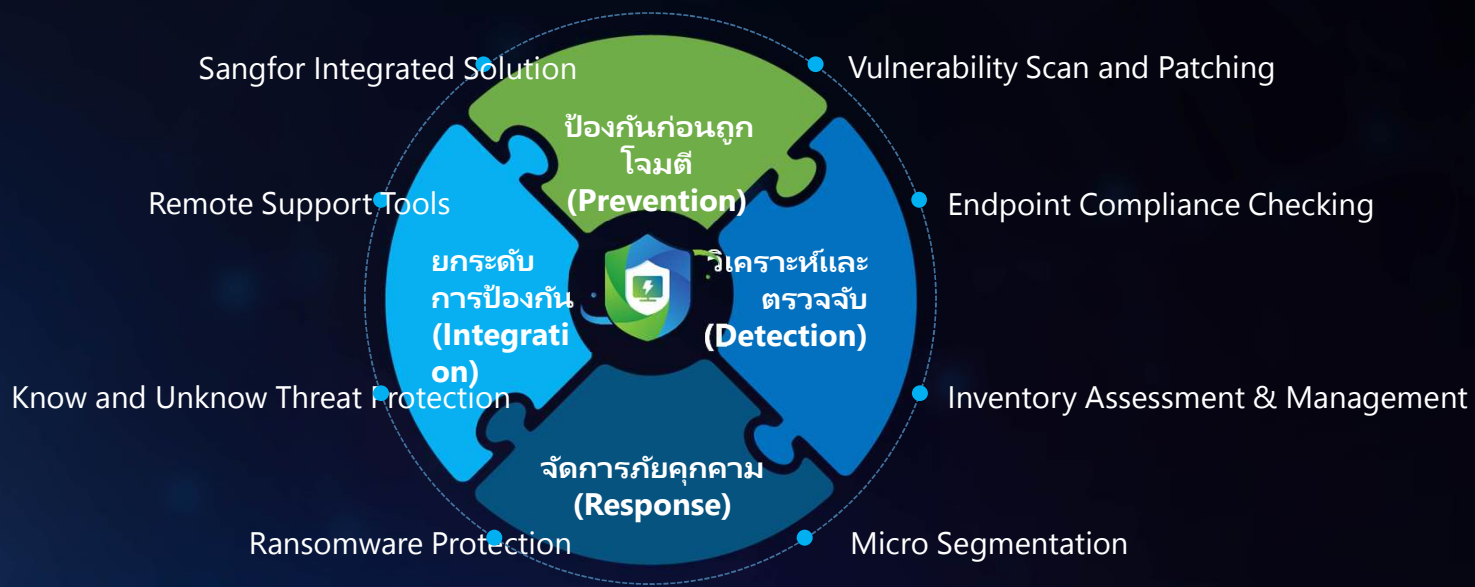 Sangfor Integrated Solution
Vulnerability Scan and Patching
ป้องกันก่อนถูก
โจมตี
(Prevention)
Remote Support Tools
Endpoint Compliance Checking
ยกระดับ
การป้องกัน
(Integrati
on)
วิเคราะห์และ
ตรวจจับ
(Detection)
Know and Unknow Threat Protection
Inventory Assessment & Management
จัดการภัยคุกคาม
(Response)
Ransomware Protection
Micro Segmentation